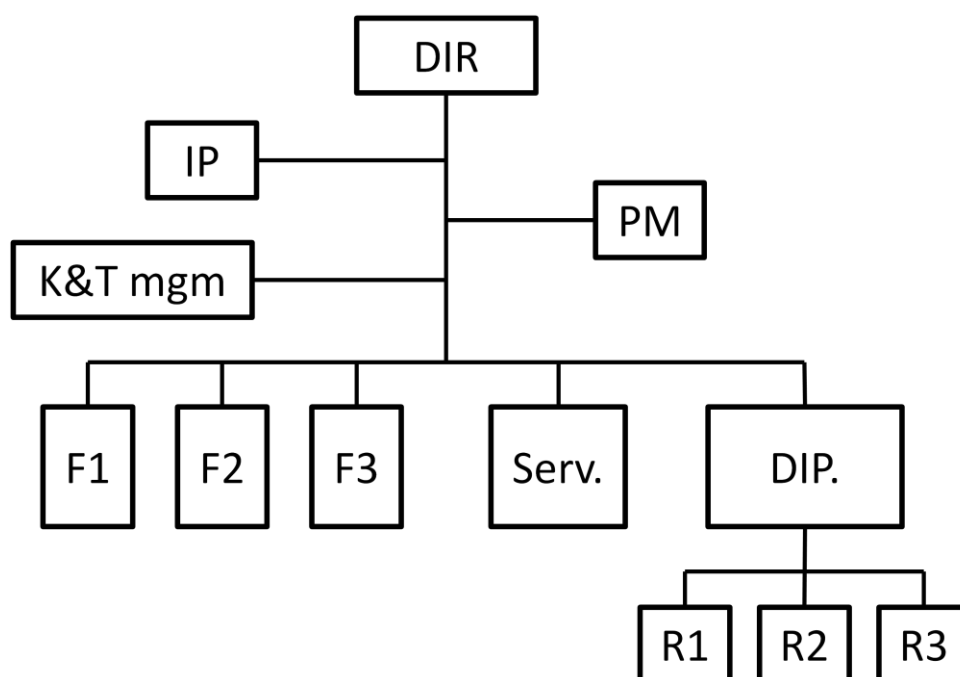 DIR
IP
PM
K&T mgm
F1
F2
F3
Serv.
DIP.
R1
R2
R3